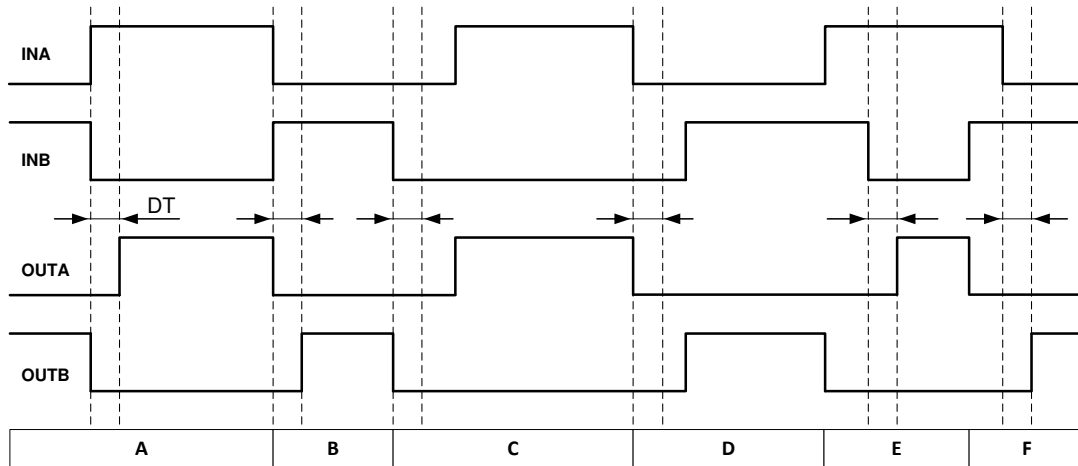 INA
INB
DT
OUTA
OUTB
A B C D E F